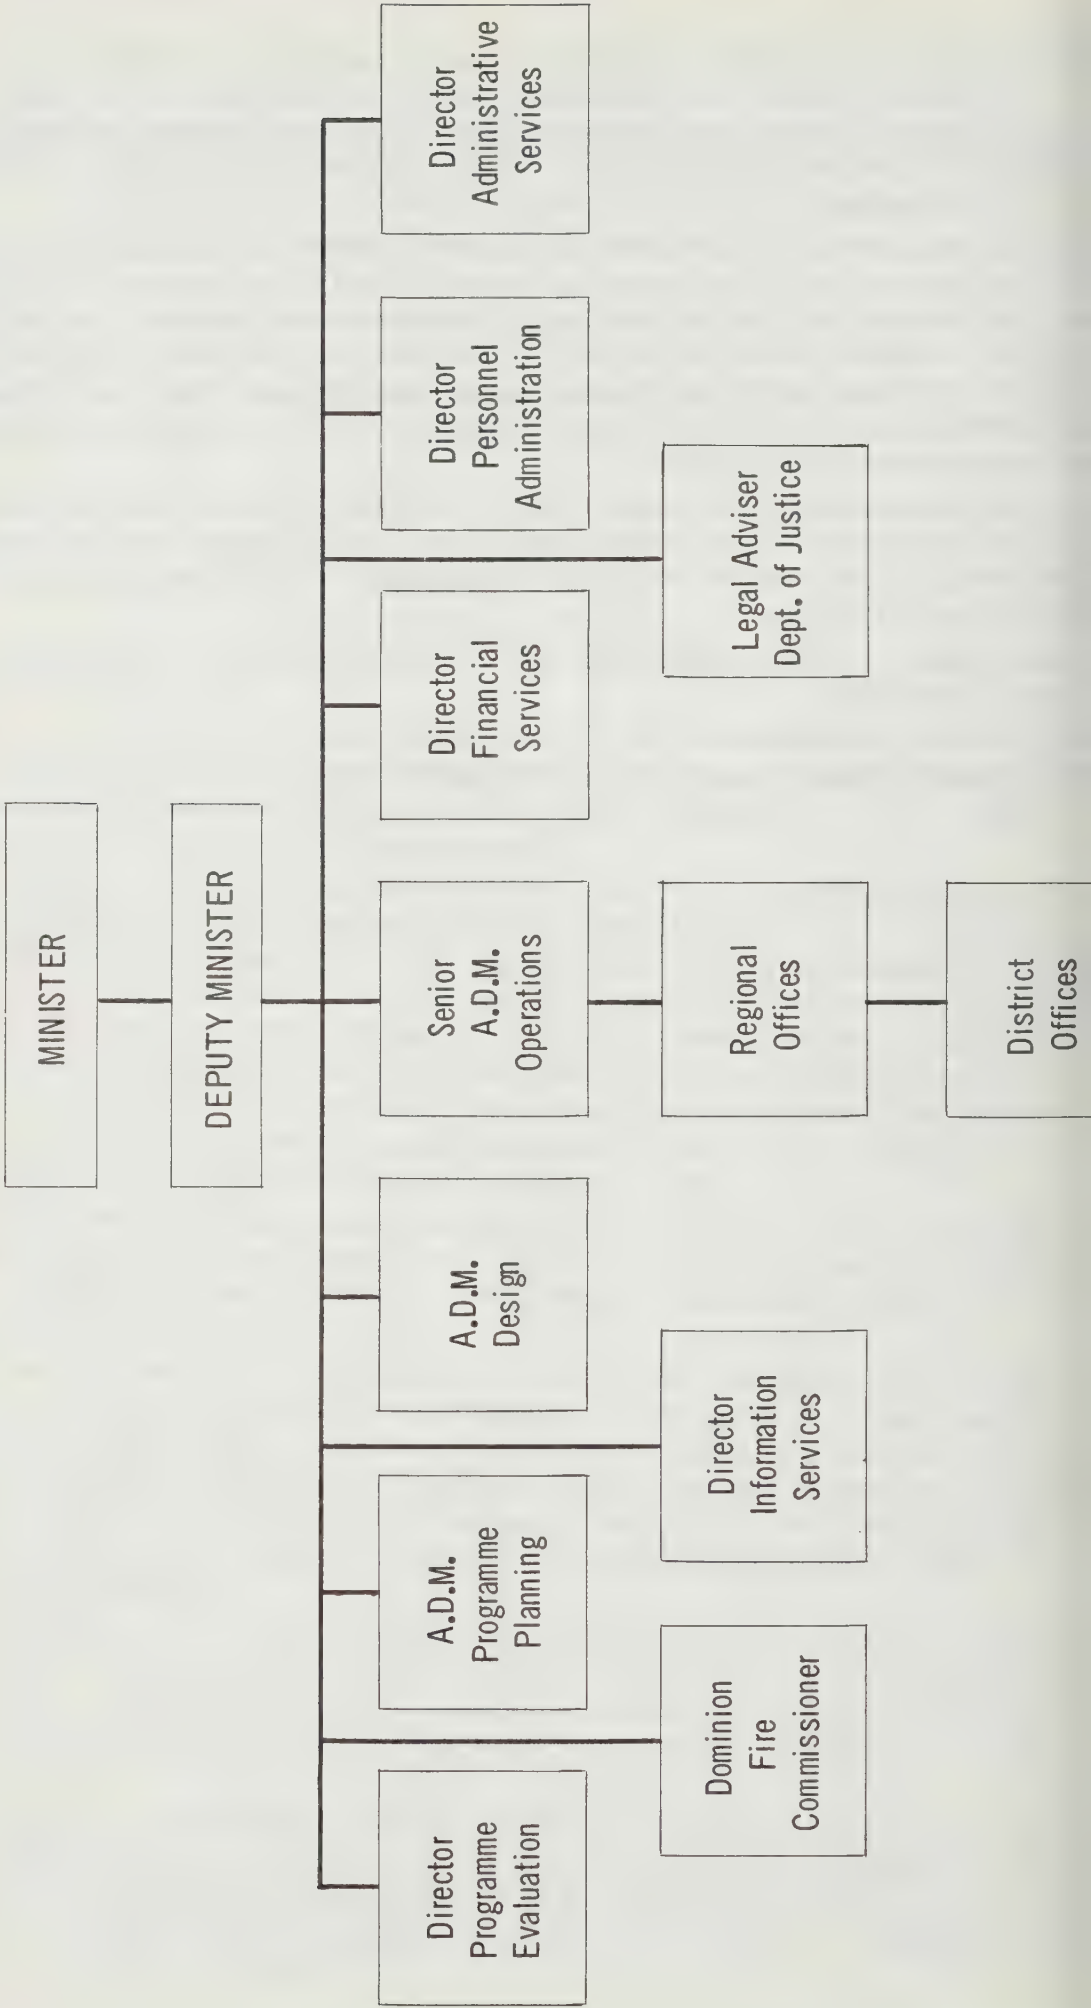 MINISTER
DEPUTY MINISTER
Director
Programme
Evaluation
A.D.M.
Programme
Planning
A.D.M.
Design
Senior
A.D.M.
Operations
Director
Financial
Services
Director
Personnel
Administration
Director
Administrative
Services
Dominion
Fire
Commissioner
Director
Information
Services
Regional
Offices
Legal Adviser
Dept. of Justice
District
Offices